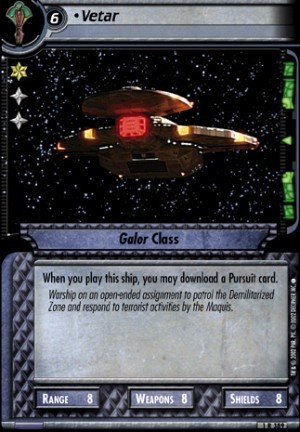 6
• Vetar
Galor Class
When you play this ship, you may download a Pursuit card.
Warship on an open-ended assignment to patrol the Demilitarized
Zone and respond to terrorist activities by the Maquis.
RANGE 8
WEAPONS 8
SHIELDS 8
1 R 389